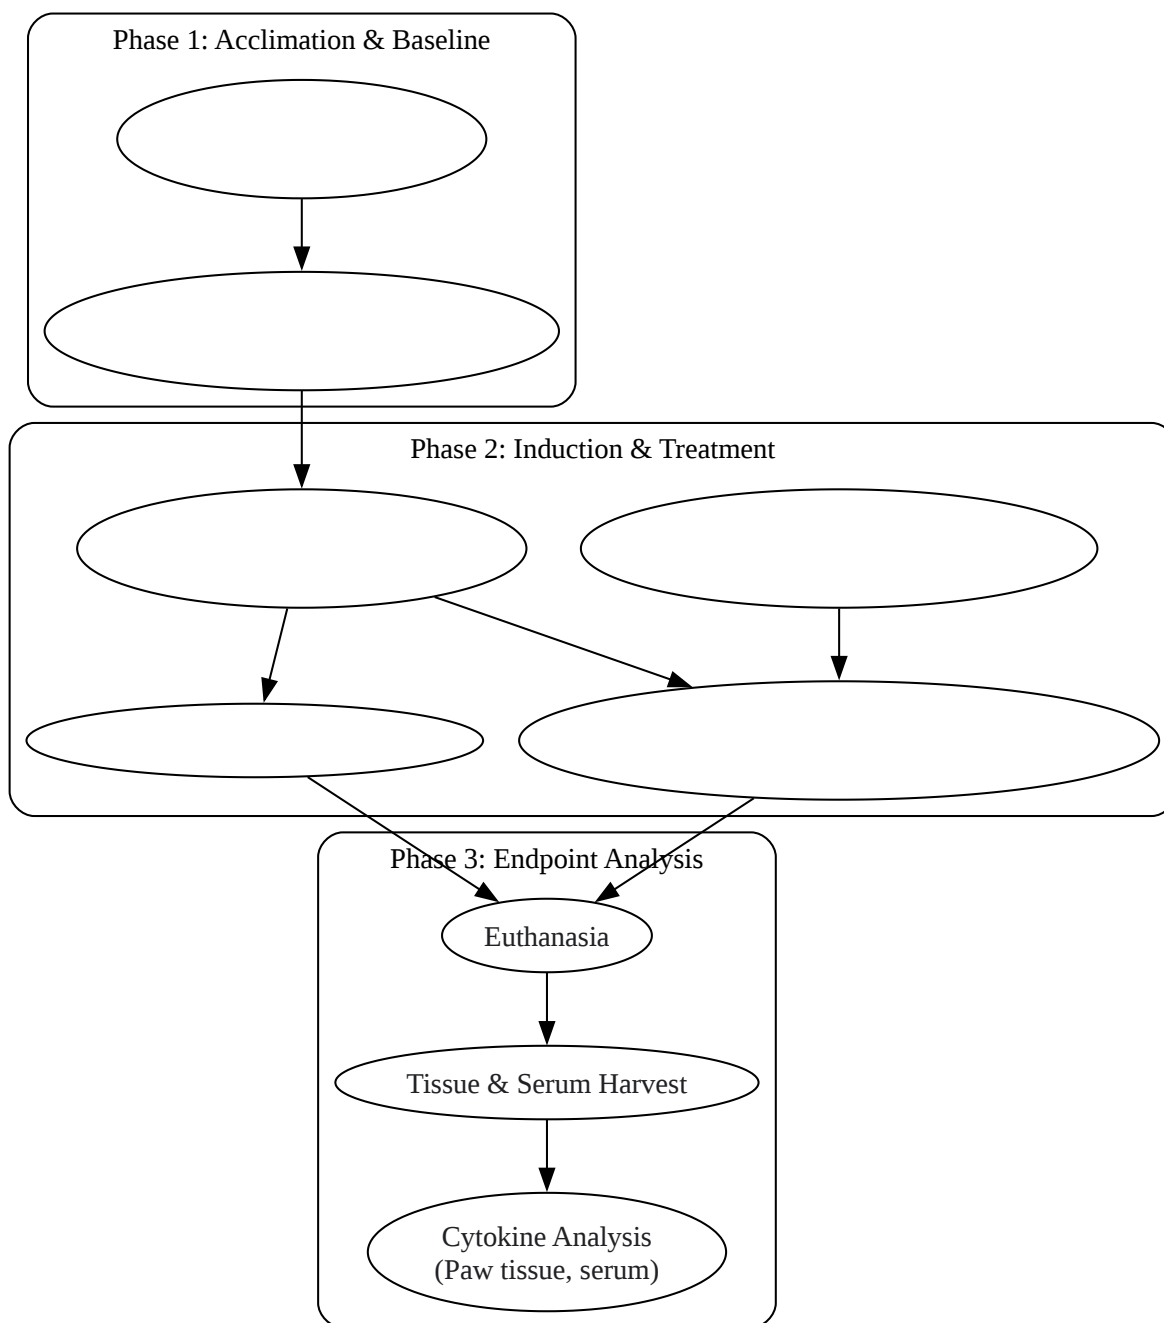 Phase 1: Acclimation & Baseline
Phase 2: Induction & Treatment
Phase 3: Endpoint Analysis
Euthanasia
Tissue & Serum Harvest
Cytokine Analysis
(Paw tissue, serum)